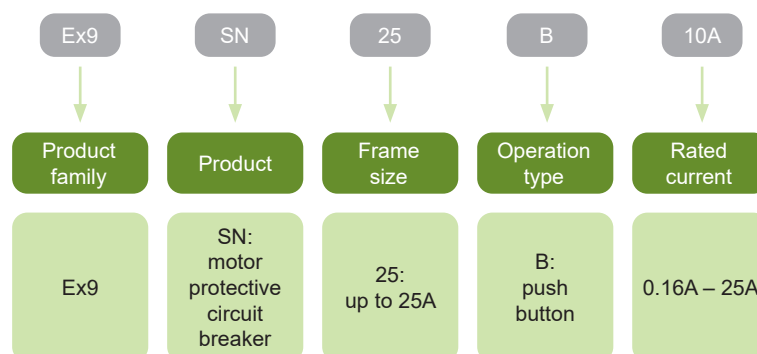 Ex9 SN 25 B 10A
Product family
Product
Frame size
Operation type
Rated current
Ex9
SN:
motor
protective
circuit
breaker
25:
up to 25A
B:
push
button
0.16A – 25A